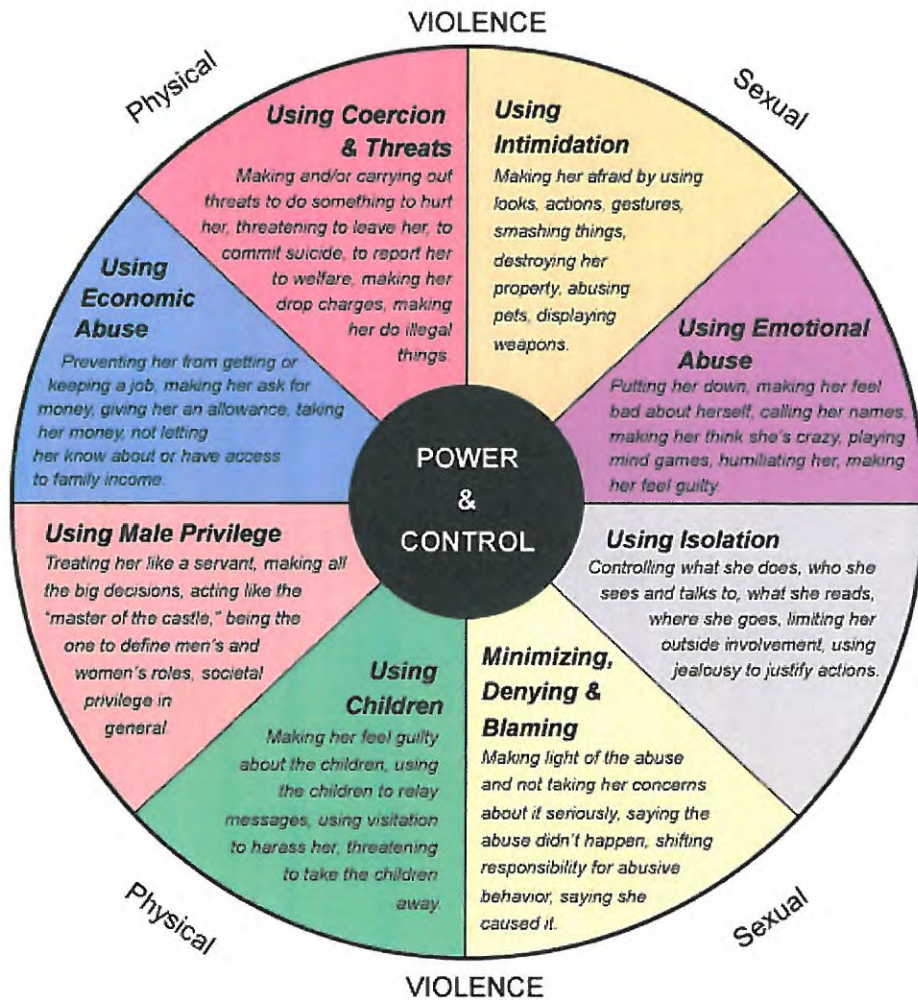 VIOLENCE
Physical
Sexual
Using Coercion
& Threats
Making and/or carrying out
threats to do something to hurt
her, threatening to leave her, to
commit suicide, to report her
to welfare, making her
drop charges, making
her do illegal
things.
Using
Intimidation
Making her afraid by using
looks, actions, gestures,
smashing things,
destroying her
property, abusing
pets, displaying
weapons.
Using
Economic
Abuse
Preventing her from getting or
keeping a job, making her ask for
money, giving her an allowance, taking
her money, not letting
her know about or have access
to family income.
Using Emotional
Abuse
Putting her down, making her feel
bad about herself, calling her names,
making her think she's crazy, playing
mind games, humiliating her, making
her feel guilty.
POWER
&
CONTROL
Using Male Privilege
Treating her like a servant, making all
the big decisions, acting like the
"master of the castle," being the
one to define men's and
women's roles, societal
privilege in
general.
Using Isolation
Controlling what she does, who she
sees and talks to, what she reads,
where she goes, limiting her
outside involvement, using
jealousy to justify actions.
Using
Children
Making her feel guilty
about the children, using
the children to relay
messages, using visitation
to harass her, threatening
to take the children
away.
Minimizing,
Denying &
Blaming
Making light of the abuse
and not taking her concerns
about it seriously, saying the
abuse didn't happen, shifting
responsibility for abusive
behavior, saying she
caused it.
Physical
Sexual
VIOLENCE